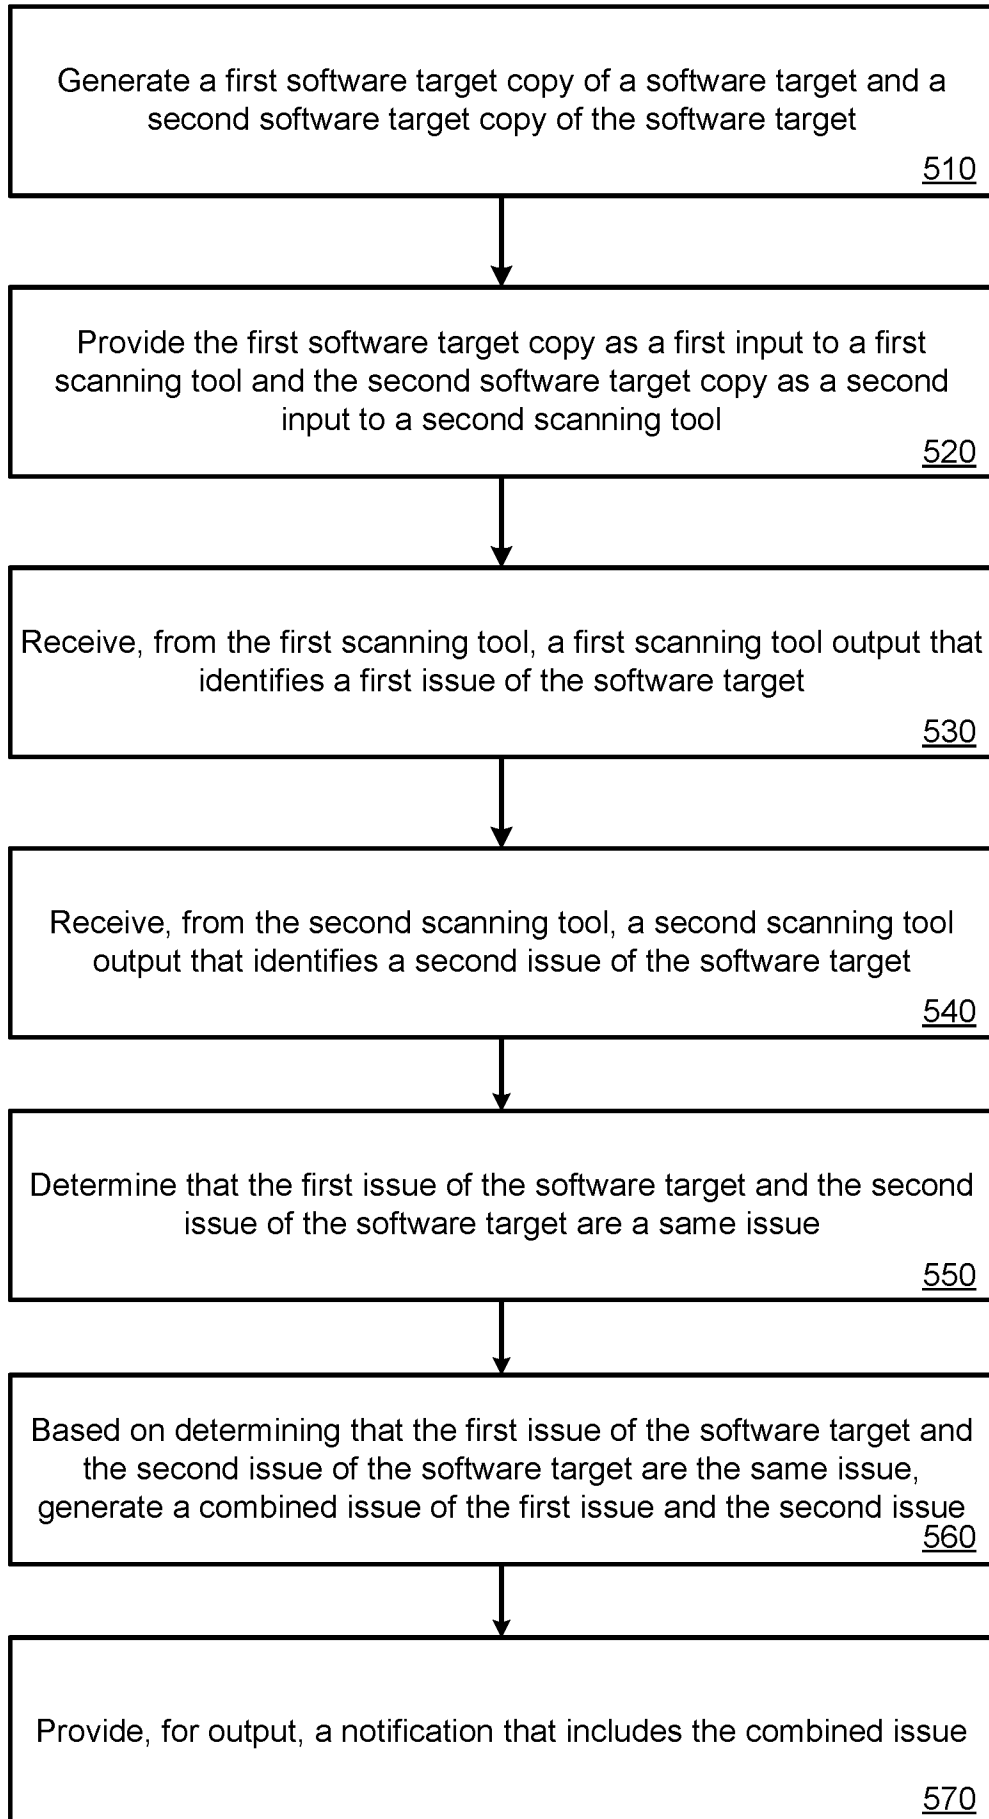 Generate a first software target copy of a software target and a
second software target copy of the software target
510
Provide the first software target copy as a first input to a first
scanning tool and the second software target copy as a second
input to a second scanning tool
520
Receive, from the first scanning tool, a first scanning tool output that
identifies a first issue of the software target
530
Receive, from the second scanning tool, a second scanning tool
output that identifies a second issue of the software target
540
Determine that the first issue of the software target and the second
issue of the software target are a same issue
550
Based on determining that the first issue of the software target and
the second issue of the software target are the same issue,
generate a combined issue of the first issue and the second issue
560
Provide, for output, a notification that includes the combined issue
570